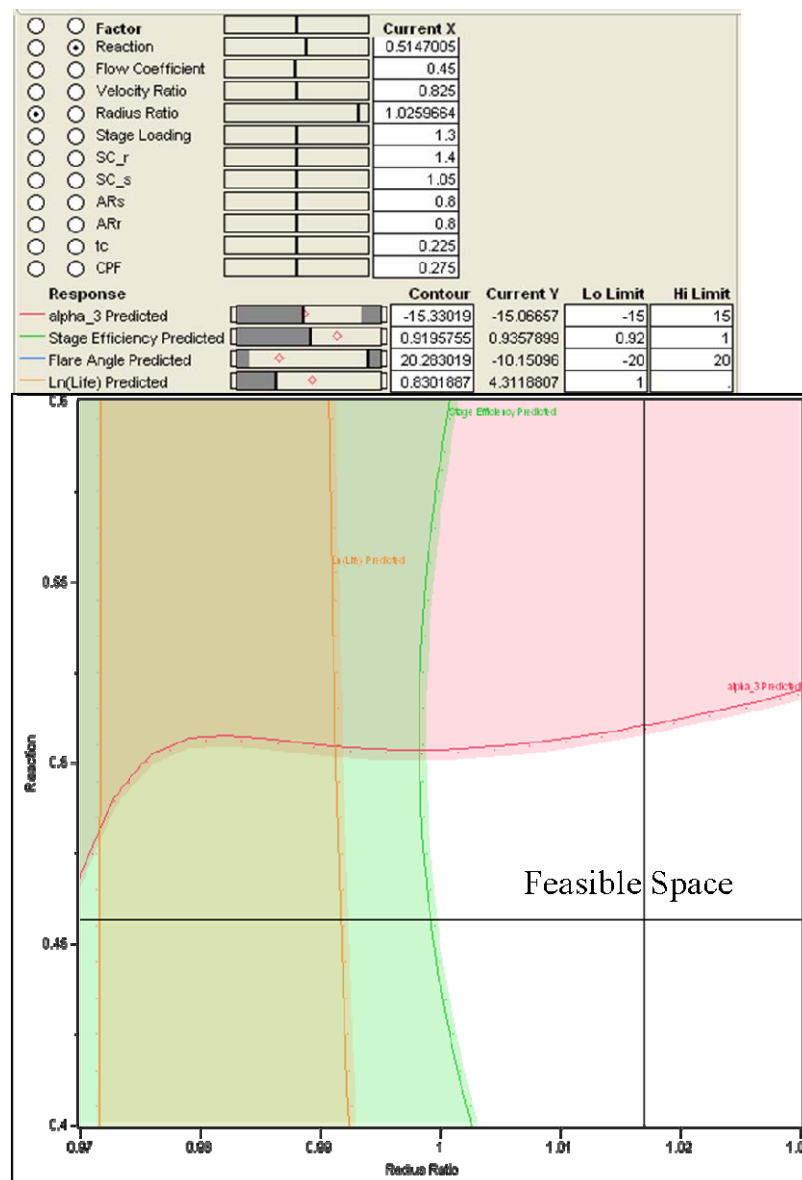 Factor Current X
Reaction 0.5147005
Flow Coefficient 0.45
Velocity Ratio 0.825
Radius Ratio 1.0259664
Stage Loading 1.3
SC_r 1.4
SC_s 1.05
ARs 0.8
ARr 0.8
tc 0.225
CPF 0.275
Response Contour Current Y Lo Limit Hi Limit
alpha_3 Predicted -15.33019 -15.06657 -15 15
Stage Efficiency Predicted 0.9195755 0.9357899 0.92 1
Flare Angle Predicted 20.283019 -10.15096 -20 20
Ln(Life) Predicted 0.8301887 4.3118807 1 .
0.6
Stage Efficiency Predicted
Ln(Life) Predicted
0.55
alpha_3 Predicted
0.5
Reaction
Feasible Space
0.45
0.4
0.97 0.98 0.99 1 1.01 1.02 1.0
Radius Ratio